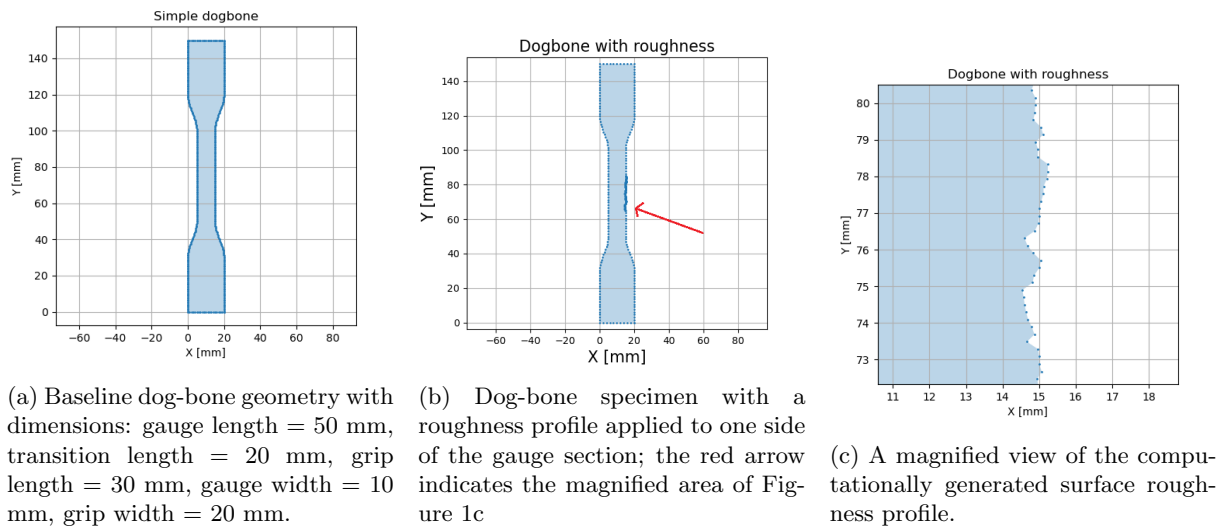 Simple dogbone
140
120
100
80
60
40
20
0
Y [mm]
−60 −40 −20 0 20 40 60 80
X [mm]
(a) Baseline dog-bone geometry with
dimensions: gauge length = 50 mm,
transition length = 20 mm, grip
length = 30 mm, gauge width = 10
mm, grip width = 20 mm.
Dogbone with roughness
140
120
100
80
60
40
20
0
Y [mm]
−60 −40 −20 0 20 40 60 80
X [mm]
(b) Dog-bone specimen with a
roughness profile applied to one side
of the gauge section; the red arrow
indicates the magnified area of Fig-
ure 1c
Dogbone with roughness
80
79
78
77
76
75
74
73
Y [mm]
11 12 13 14 15 16 17 18
X [mm]
(c) A magnified view of the compu-
tationally generated surface rough-
ness profile.